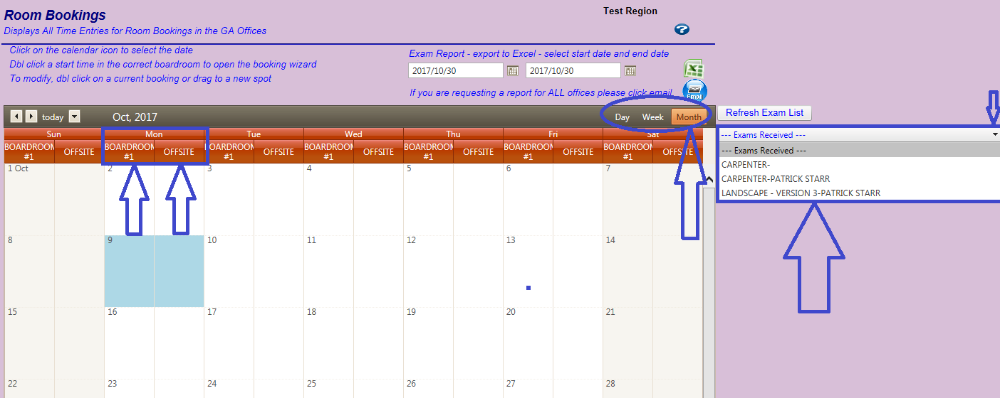 Room Bookings
Test Region
Displays All Time Entries for Room Bookings in the GA Offices
?
Click on the calendar icon to select the date
Dbl click a start time in the correct boardroom to open the booking wizard
To modify, dbl click on a current booking or drag to a new spot
Exam Report - export to Excel - select start date and end date
2017/10/30 2017/10/30
If you are requesting a report for ALL offices please click email
Email
today Oct, 2017 Day Week Month
Refresh Exam List
--- Exams Received ---
--- Exams Received ---
CARPENTER-
CARPENTER-PATRICK STARR
LANDSCAPE - VERSION 3-PATRICK STARR
Sun Mon Tue Wed Thu Fri Sat
BOARDROOM #1 OFFSITE BOARDROOM #1 OFFSITE BOARDROOM #1 OFFSITE BOARDROOM #1 OFFSITE BOARDROOM #1 OFFSITE BOARDROOM #1 OFFSITE BOARDROOM #1 OFFSITE
1 Oct 2 3 4 5 6 7
8 9 10 11 12 13 14
15 16 17 18 19 20 21
22 23 24 25 26 27 28